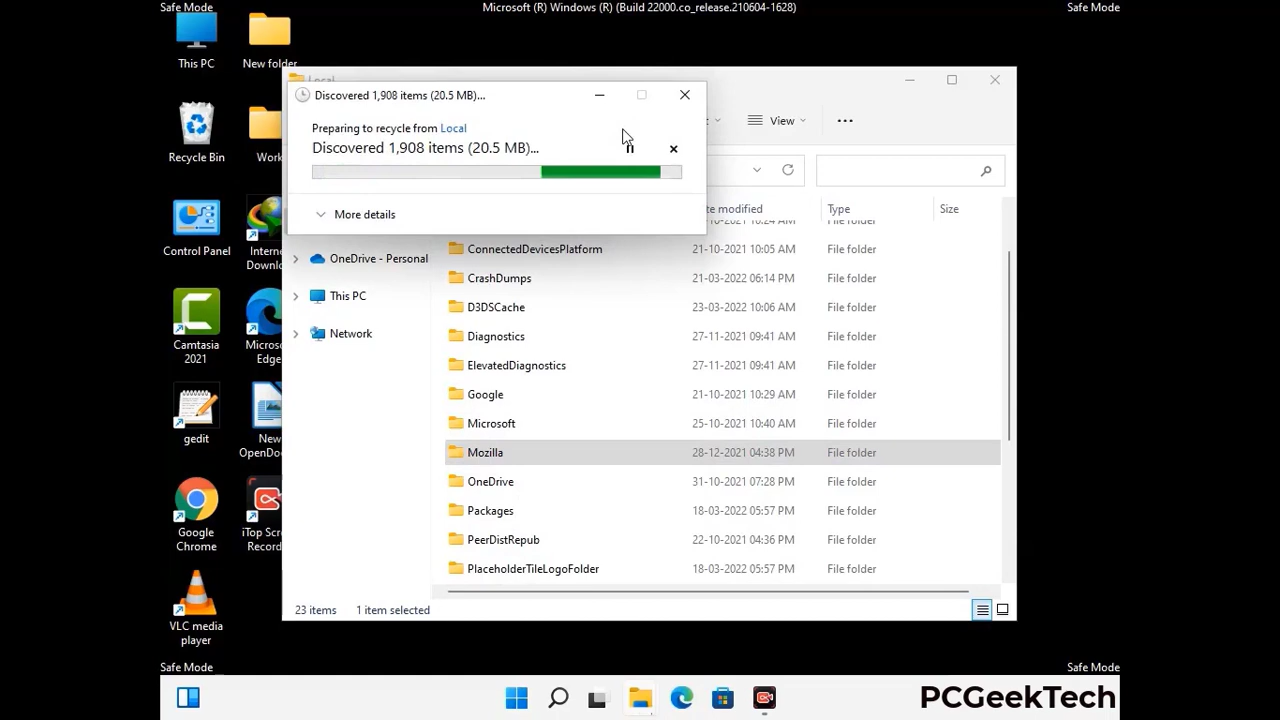 Safe Mode
Microsoft (R) Windows (R) (Build 22000.co_release.210604-1628)
Safe Mode
This PC
New folder
Recycle Bin
Work
Control Panel
Internet
Downlo
Camtasia
2021
Microso
Edge
gedit
New
OpenDoc
Google
Chrome
iTop Scre
Record
VLC media
player
Local
Discovered 1,908 items (20.5 MB)...
Preparing to recycle from Local
Discovered 1,908 items (20.5 MB)...
More details
View
OneDrive - Personal
This PC
Network
te modified
Type
Size
File folder
ConnectedDevicesPlatform 21-10-2021 10:05 AM File folder
CrashDumps 21-03-2022 06:14 PM File folder
D3DSCache 23-03-2022 10:06 AM File folder
Diagnostics 27-11-2021 09:41 AM File folder
ElevatedDiagnostics 27-11-2021 09:41 AM File folder
Google 21-10-2021 10:29 AM File folder
Microsoft 25-10-2021 10:40 AM File folder
Mozilla 28-12-2021 04:38 PM File folder
OneDrive 31-10-2021 07:28 PM File folder
Packages 18-03-2022 05:57 PM File folder
PeerDistRepub 22-10-2021 04:36 PM File folder
PlaceholderTileLogoFolder 18-03-2022 05:57 PM File folder
23 items
1 item selected
Safe Mode
Safe Mode
PCGeekTech